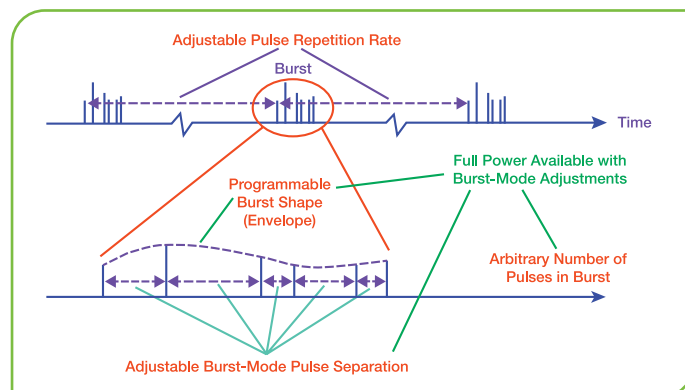 Adjustable Pulse Repetition Rate
Burst
Time
Full Power Available with
Burst-Mode Adjustments
Programmable
Burst Shape
(Envelope)
Arbitrary Number of
Pulses in Burst
Adjustable Burst-Mode Pulse Separation